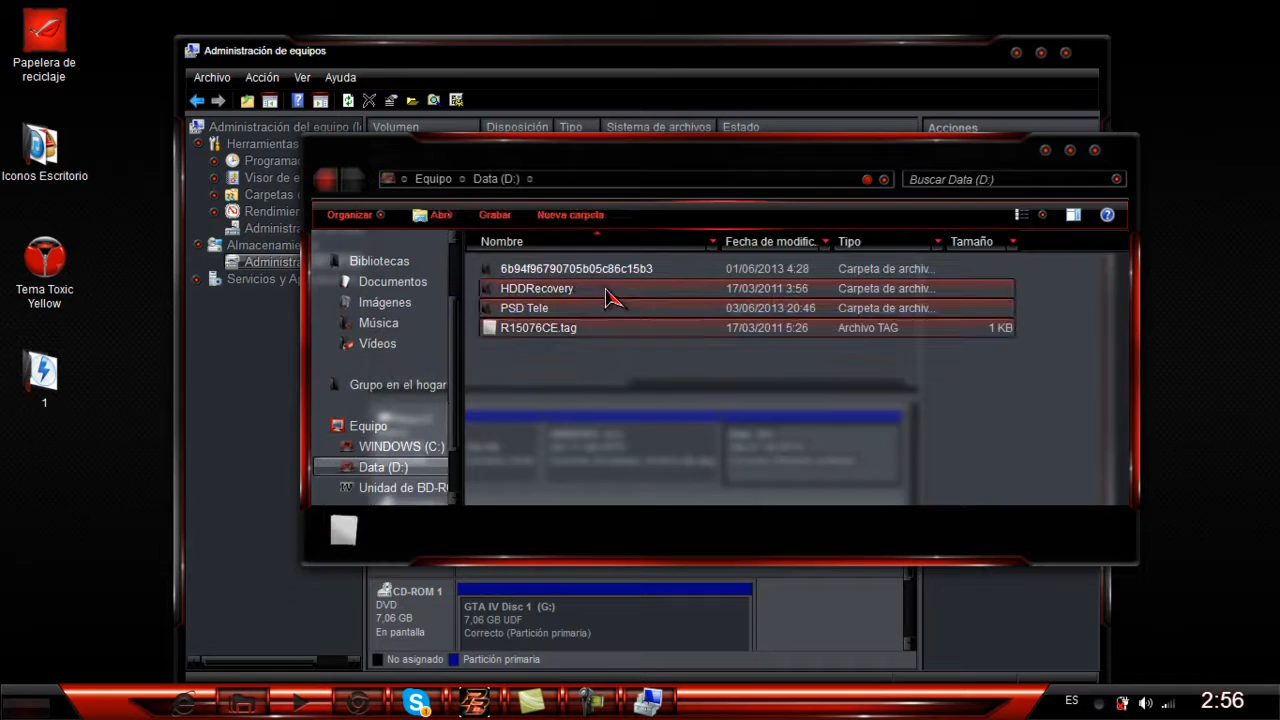 Papelera de
reciclaje
Iconos Escritorio
Tema Toxic
Yellow
1
Administración de equipos
Archivo Acción Ver Ayuda
Administración del equipo (l
Herramientas
Programac
Visor de e
Carpetas c
Rendimier
Administra
Almacenami
Administra
Servicios y Ap
Volumen Disposición Tipo Sistema de archivos Estado
Acciones
Equipo Data (D:)
Buscar Data (D:)
Organizar Abrir Grabar Nueva carpeta
Bibliotecas
Documentos
Imágenes
Música
Vídeos
Grupo en el hogar
Equipo
WINDOWS (C:)
Data (D:)
Unidad de BD-RO
Nombre Fecha de modific... Tipo Tamaño
6b94f96790705b05c86c15b3 01/06/2013 4:28 Carpeta de archiv...
HDDRecovery 17/03/2011 3:56 Carpeta de archiv...
PSD Tele 03/06/2013 20:46 Carpeta de archiv...
R15076CE.tag 17/03/2011 5:26 Archivo TAG 1 KB
CD-ROM 1
DVD
7,06 GB
En pantalla
GTA IV Disc 1 (G:)
7,06 GB UDF
Correcto (Partición primaria)
No asignado Partición primaria
ES
2:56